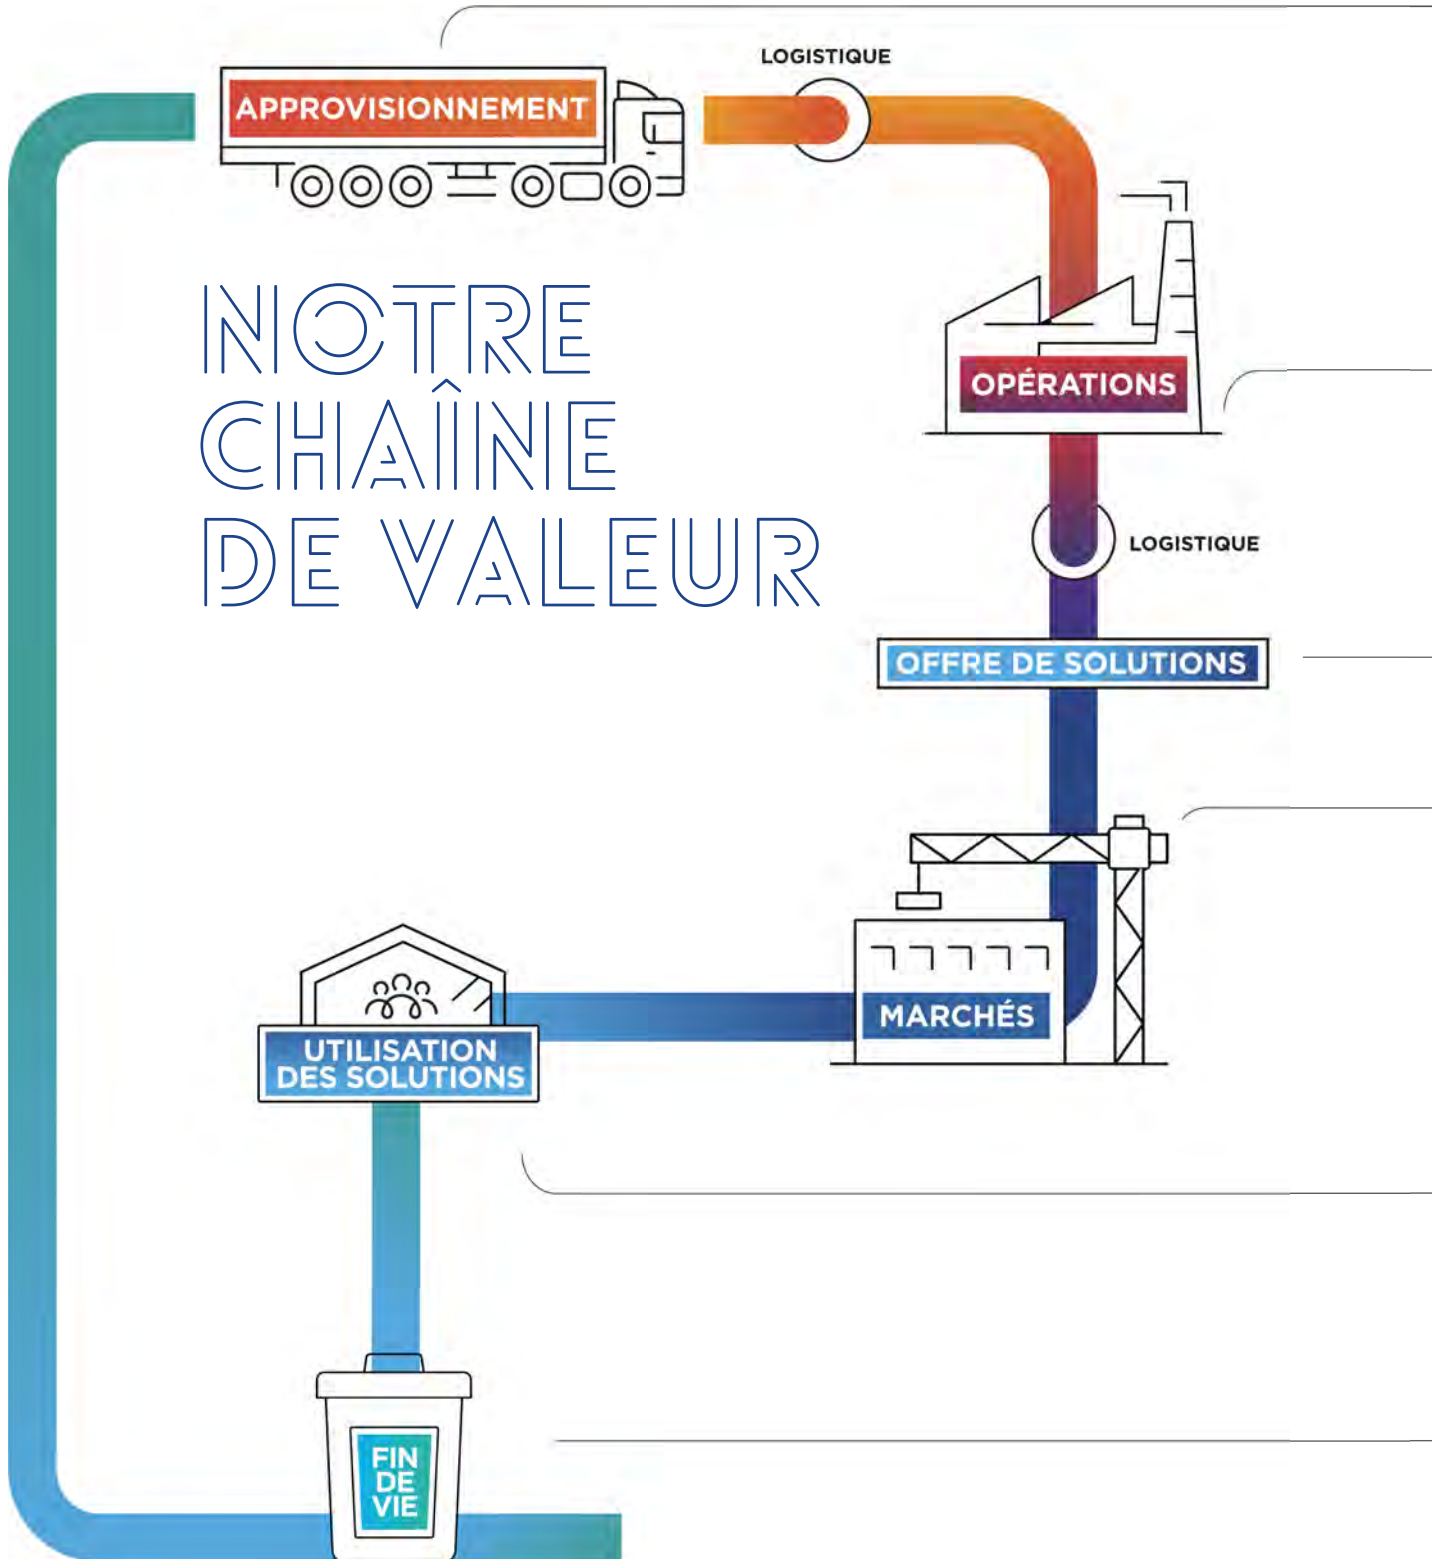 LOGISTIQUE
APPROVISIONNEMENT
NOTRE
CHAÎNE
DE VALEUR
OPÉRATIONS
LOGISTIQUE
OFFRE DE SOLUTIONS
MARCHÉS
UTILISATION
DES SOLUTIONS
FIN
DE
VIE